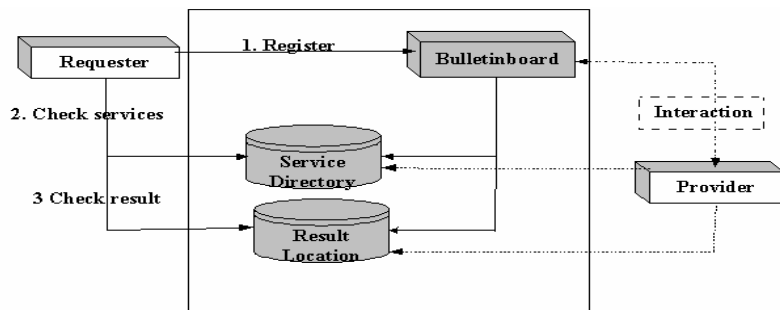 1. Register
Requester
Bulletinboard
2. Check services
Interaction
Service
Directory
Provider
3 Check result
Result
Location